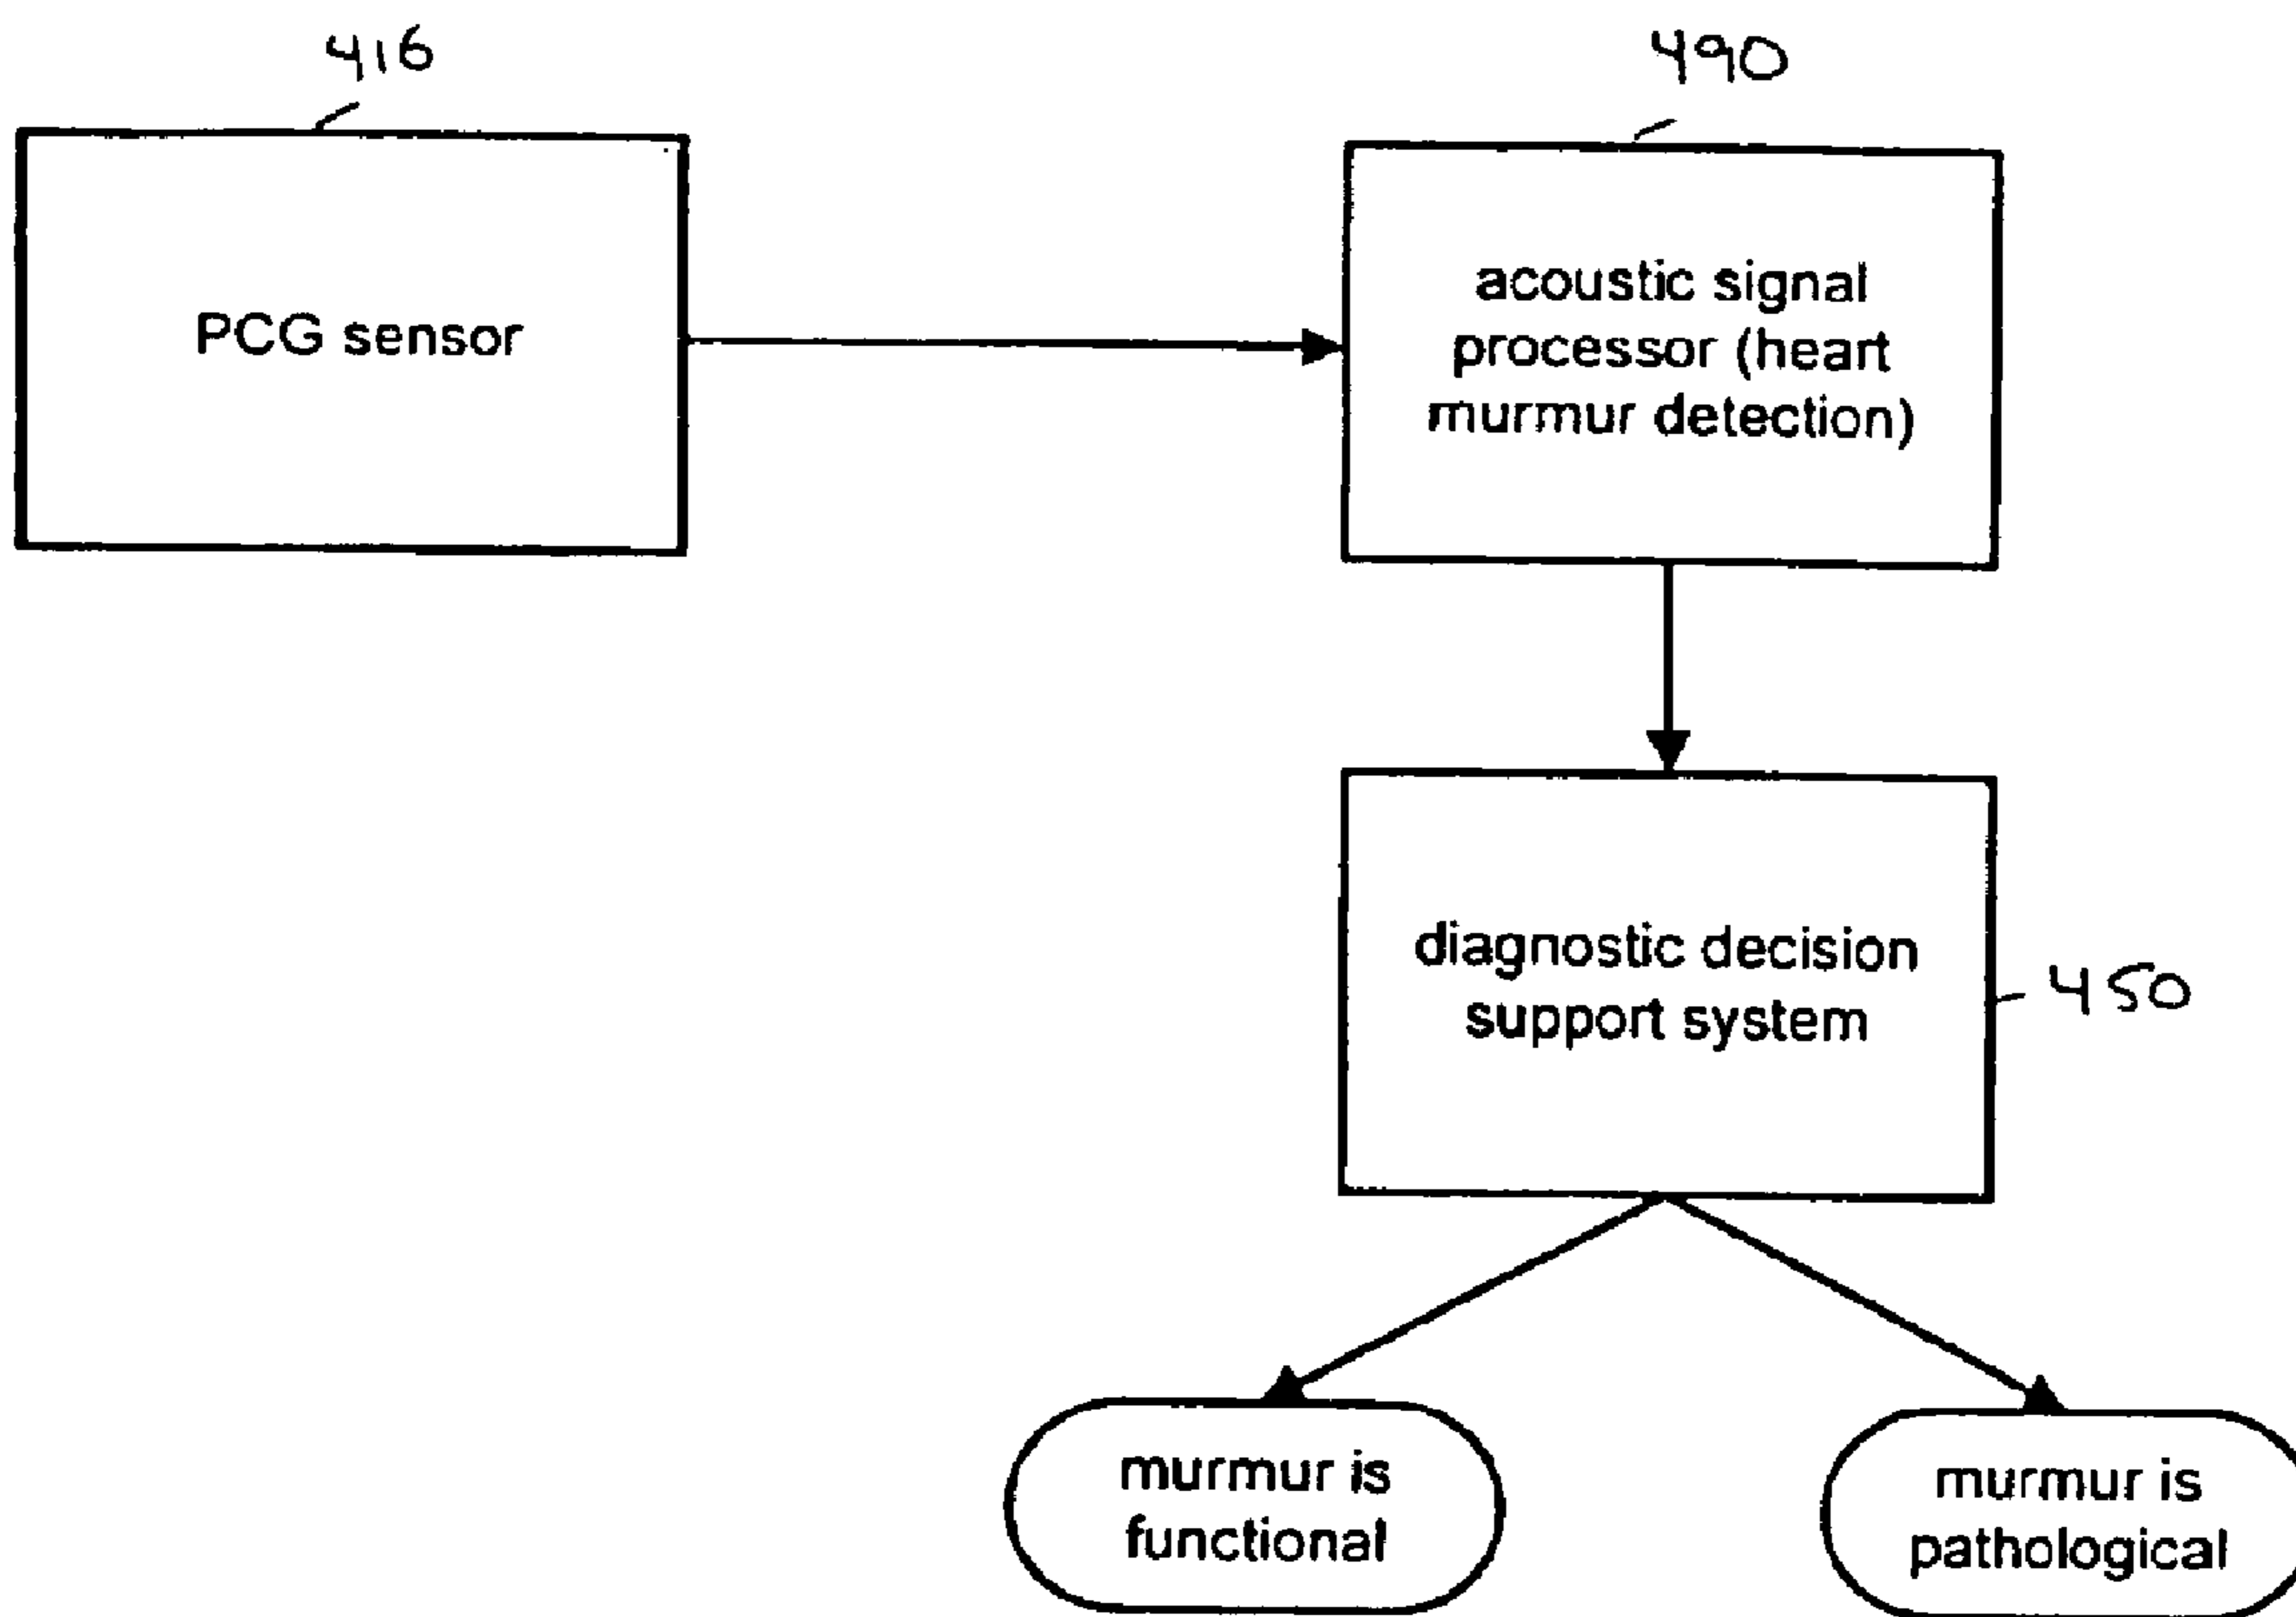 416
490
PCG sensor
acoustic signal
processor (heart
murmur detection)
diagnostic decision
support system
450
murmur is
functional
murmur is
pathological